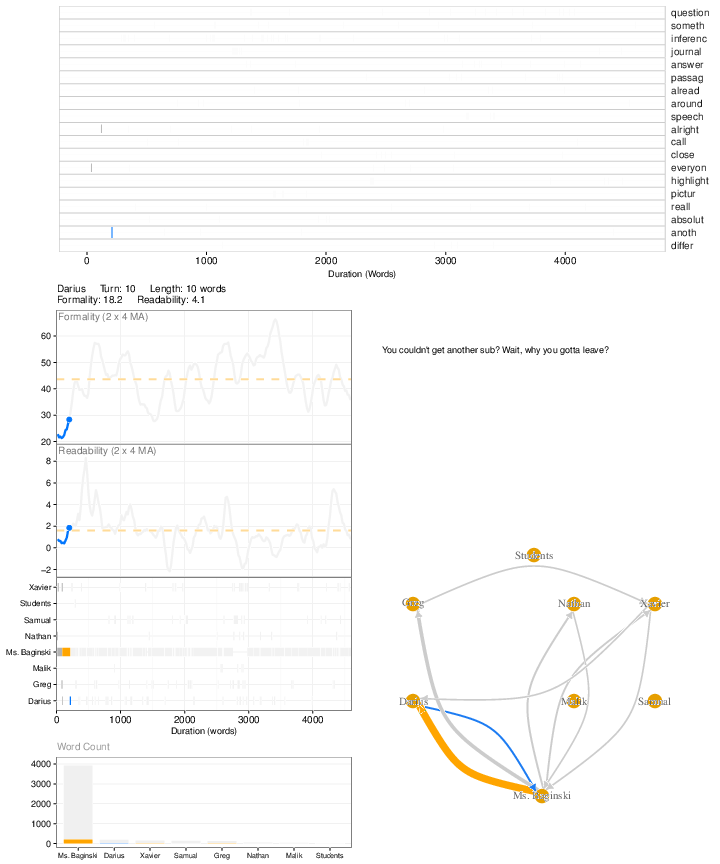 question
someth
inferenc
journal
answer
passag
alread
around
speech
alright
call
close
everyon
highlight
pictur
reall
absolut
anoth
differ
0 1000 2000 3000 4000
Duration (Words)
Darius Turn: 10 Length: 10 words
Formality: 18.2 Readability: 4.1
Formality (2 x 4 MA)
60
50
40
30
20
You couldn't get another sub? Wait, why you gotta leave?
Readability (2 x 4 MA)
8
6
4
2
0
−2
Xavier
Students
Samual
Nathan
Ms. Baginski
Malik
Greg
Darius
0 1000 2000 3000 4000
Duration (words)
Students
Greg Nathan Xavier
Darius Malik Samual
Ms. Baginski
Word Count
4000
3000
2000
1000
0
Ms. Baginski Darius Xavier Samual Greg Nathan Malik Students